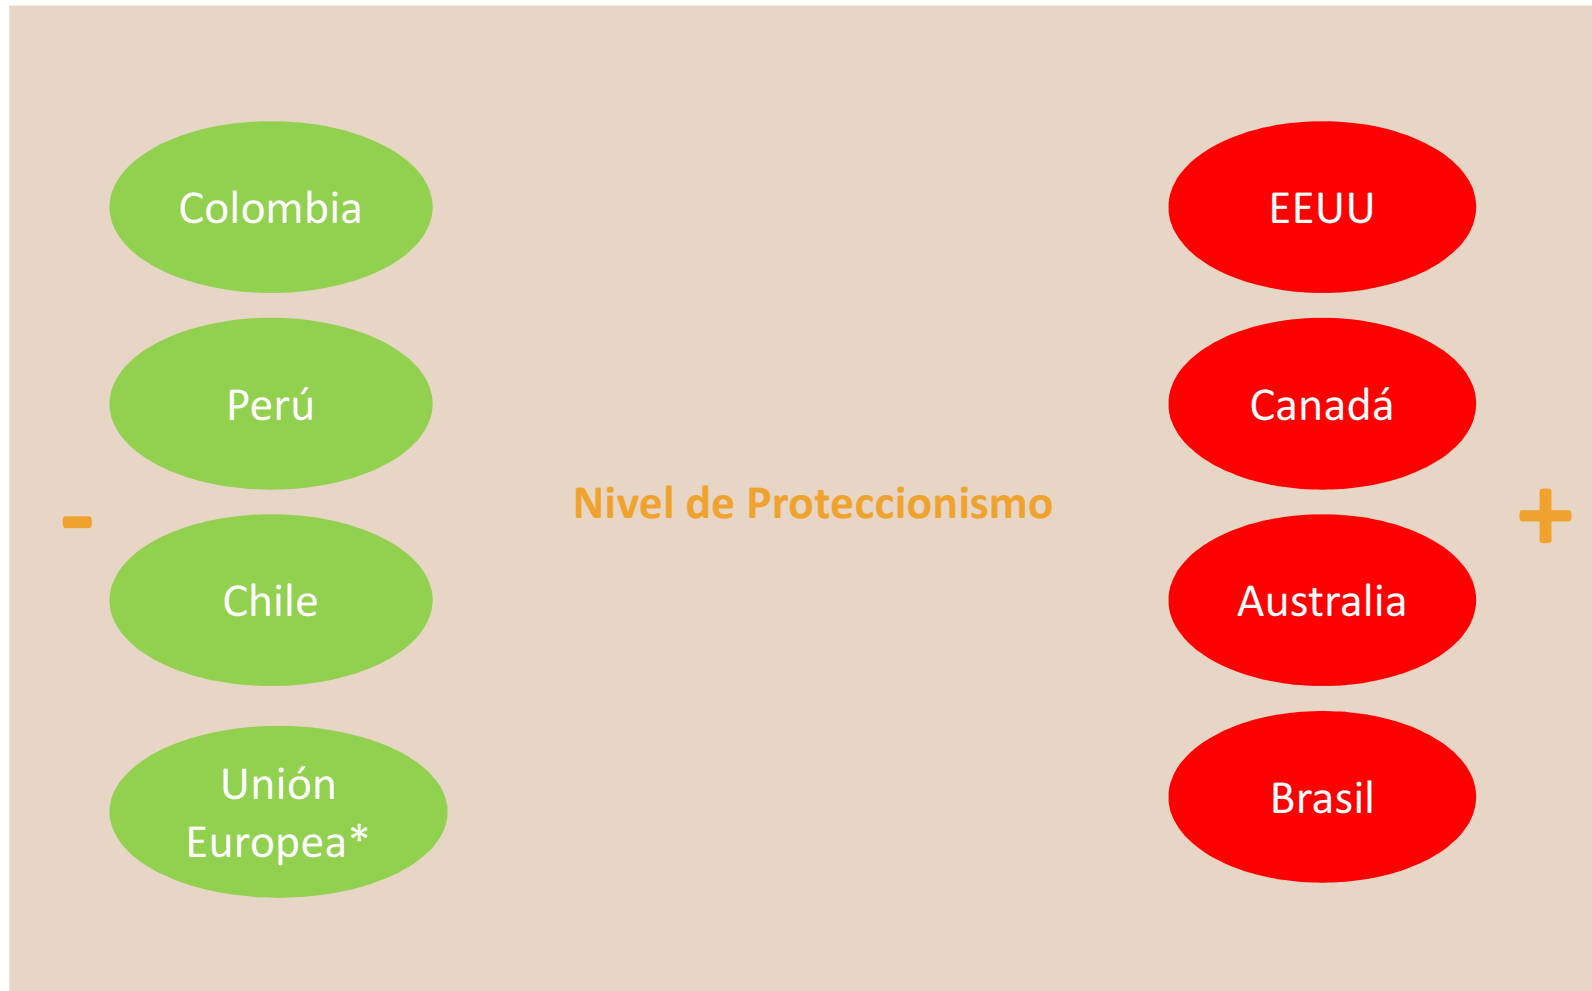 Colombia
EEUU
Perú
Canadá
Nivel de Proteccionismo
-
+
Chile
Australia
Unión
Europea*
Brasil